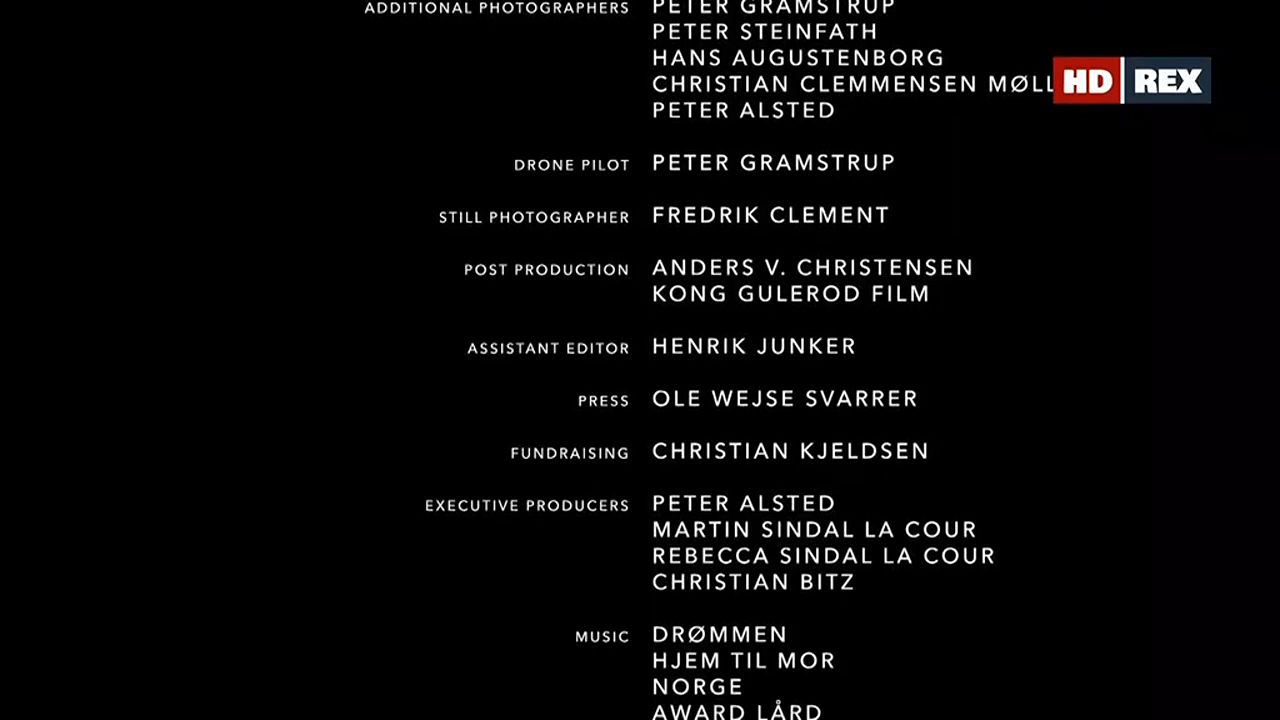 ADDITIONAL PHOTOGRAPHERS PETER GRAMSTRUP
PETER STEINFATH
HANS AUGUSTENBORG
CHRISTIAN CLEMMENSEN
HD REX
PETER ALSTED
DRONE PILOT PETER GRAMSTRUP
STILL PHOTOGRAPHER FREDRIK CLEMENT
POST PRODUCTION ANDERS V. CHRISTENSEN
KONG GULEROD FILM
ASSISTANT EDITOR HENRIK JUNKER
PRESS OLE WEJSE SVARRER
FUNDRAISING CHRISTIAN KJELDSEN
EXECUTIVE PRODUCERS PETER ALSTED
MARTIN SINDAL LA COUR
REBECCA SINDAL LA COUR
CHRISTIAN BITZ
MUSIC DRØMMEN
HJEM TIL MOR
NORGE
AWARD LÅRD